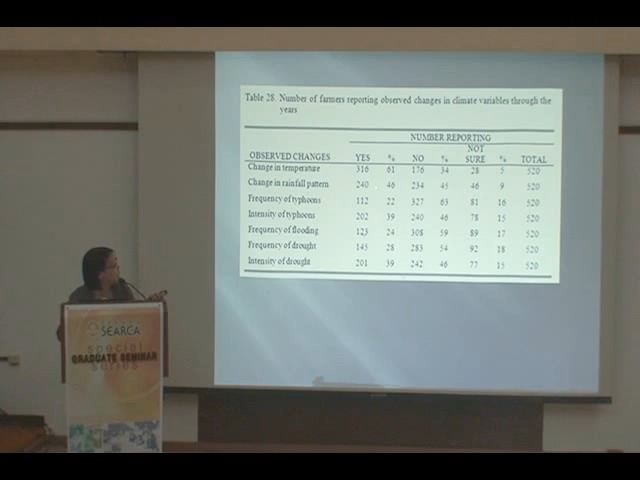 Table 28. Number of farmers reporting observed changes in climate variables through the
years
NUMBER REPORTING
OBSERVED CHANGES YES % NO % NOT SURE % TOTAL
Change in temperature 316 61 176 34 28 5 520
Change in rainfall pattern 240 46 234 45 46 9 520
Frequency of typhoons 112 22 327 63 81 16 520
Intensity of typhoons 202 39 240 46 78 15 520
Frequency of flooding 123 24 308 59 89 17 520
Frequency of drought 145 28 283 54 92 18 520
Intensity of drought 201 39 242 46 77 15 520
SEARCA
special
GRADUATE SEMINAR
series